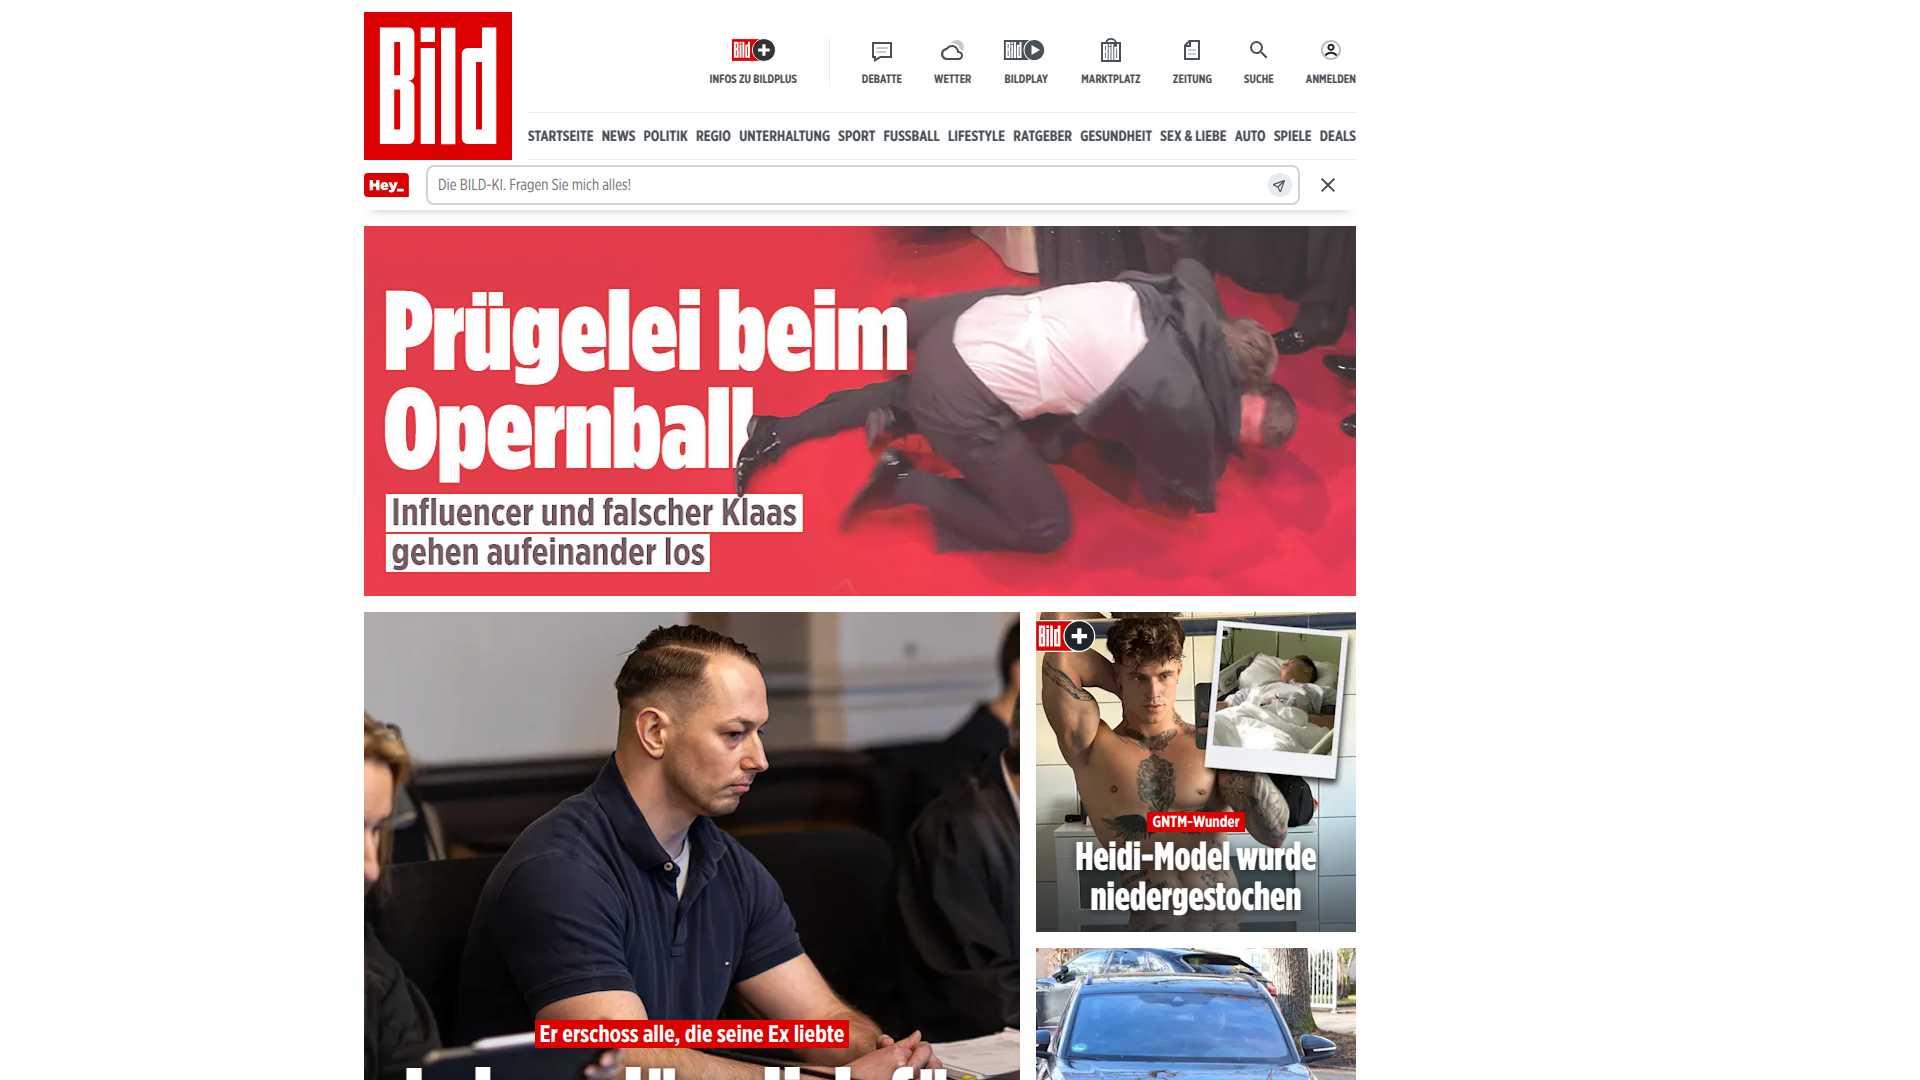 Bild
Bild
INFOS ZU BILDPLUS
DEBATTE
WETTER
Bild
BILDPLAY
Bild
MARKTPLATZ
ZEITUNG
SUCHE
ANMELDEN
STARTSEITE NEWS POLITIK REGIO UNTERHALTUNG SPORT FUSSBALL LIFESTYLE RATGEBER GESUNDHEIT SEX & LIEBE AUTO SPIELE DEALS
Hey_
Die BILD-KI. Fragen Sie mich alles!
Prügelei beim
Opernball
Influencer und falscher Klaas
gehen aufeinander los
Er erschoss alle, die seine Ex liebte
Bild
GNTM-Wunder
Heidi-Model wurde
niedergestochen